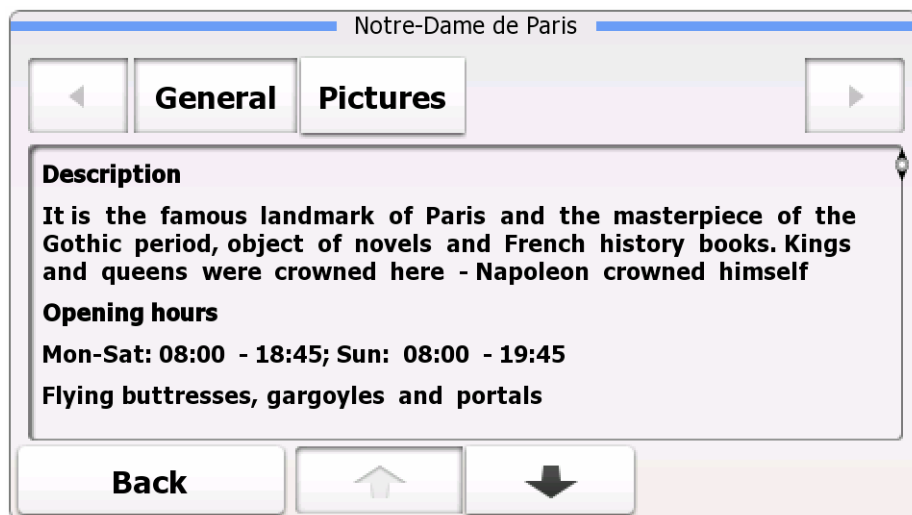 Notre-Dame de Paris
General Pictures
Description
It is the famous landmark of Paris and the masterpiece of the
Gothic period, object of novels and French history books. Kings
and queens were crowned here - Napoleon crowned himself
Opening hours
Mon-Sat: 08:00 - 18:45; Sun: 08:00 - 19:45
Flying buttresses, gargoyles and portals
Back